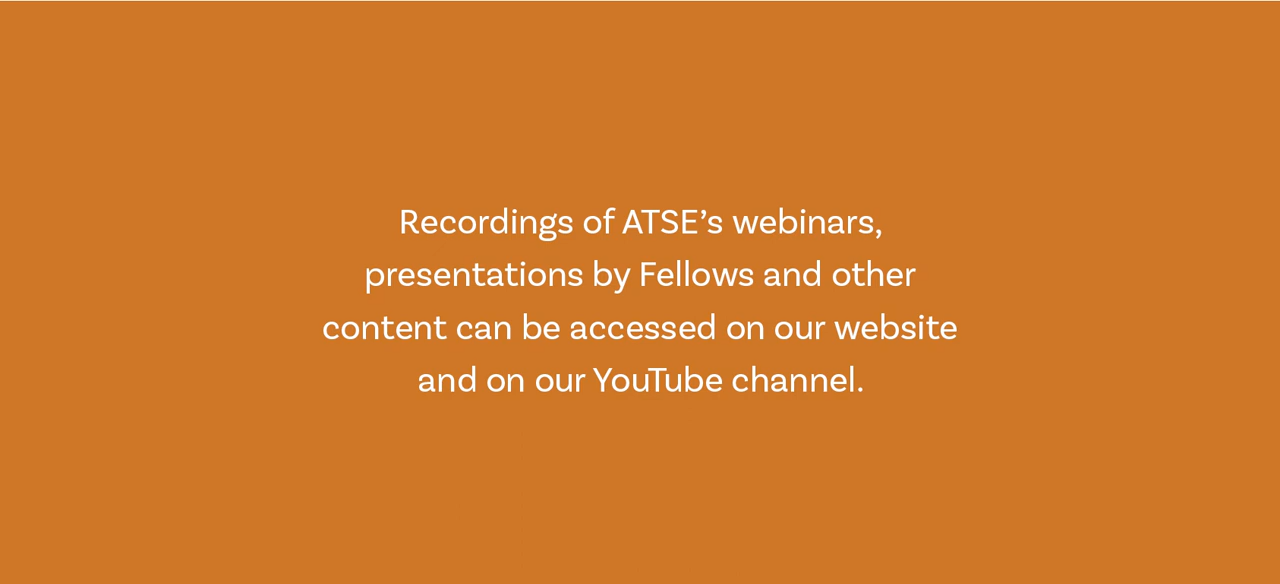 Recordings of ATSE’s webinars,
presentations by Fellows and other
content can be accessed on our website
and on our YouTube channel.